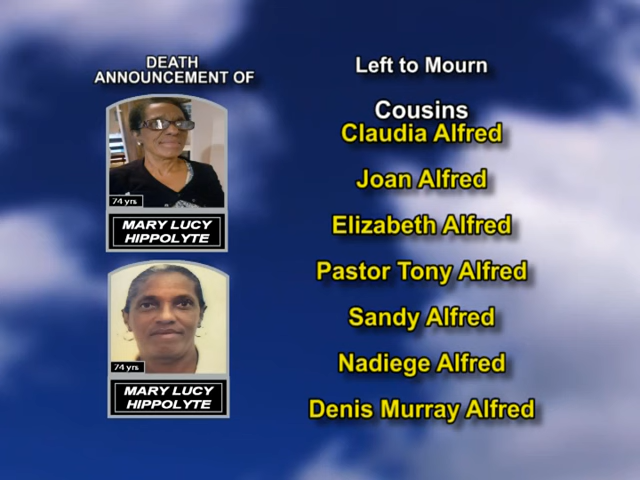 DEATH
ANNOUNCEMENT OF
74 yrs
MARY LUCY
HIPPOLYTE
74 yrs
MARY LUCY
HIPPOLYTE
Left to Mourn
Cousins
Claudia Alfred
Joan Alfred
Elizabeth Alfred
Pastor Tony Alfred
Sandy Alfred
Nadiege Alfred
Denis Murray Alfred